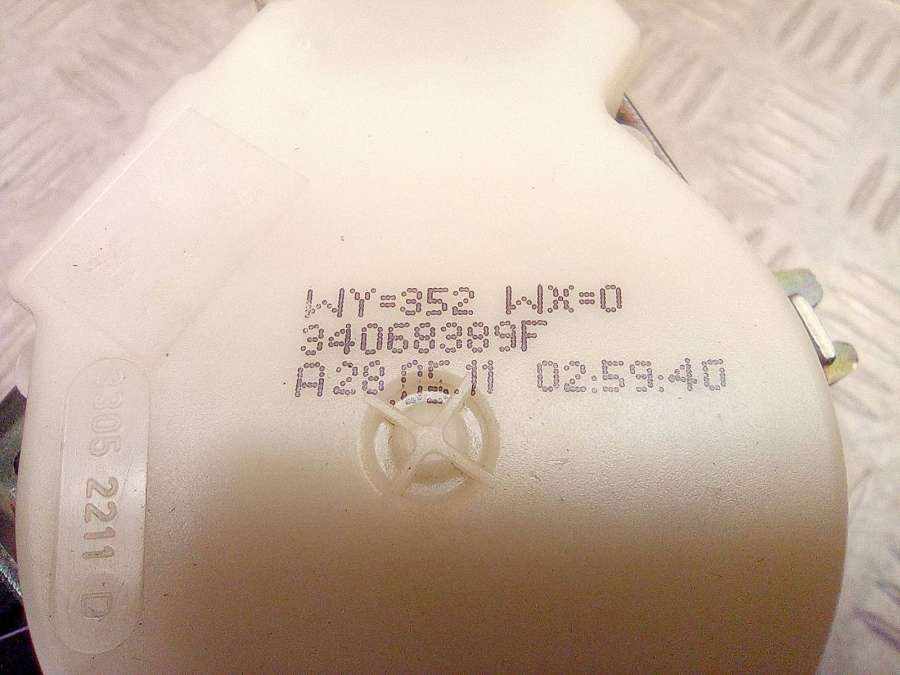 WY=352 WX=0
34068389F
A28.05.11 02:59:40
305 2211 D